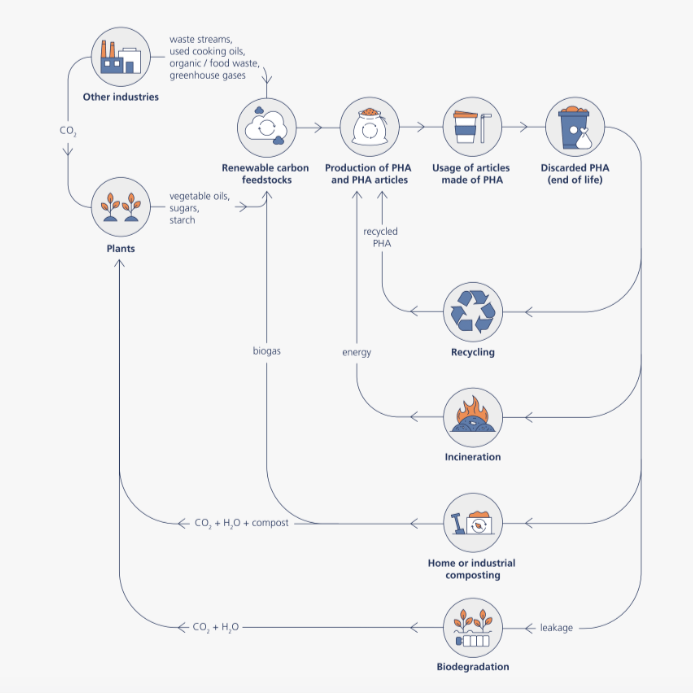 waste streams,
used cooking oils,
organic / food waste,
greenhouse gases
Other industries
CO₂
Renewable carbon
feedstocks
Production of PHA
and PHA articles
Usage of articles
made of PHA
Discarded PHA
(end of life)
vegetable oils,
sugars,
starch
Plants
recycled
PHA
Recycling
biogas
energy
Incineration
CO₂ + H₂O + compost
Home or industrial
composting
CO₂ + H₂O
leakage
Biodegradation